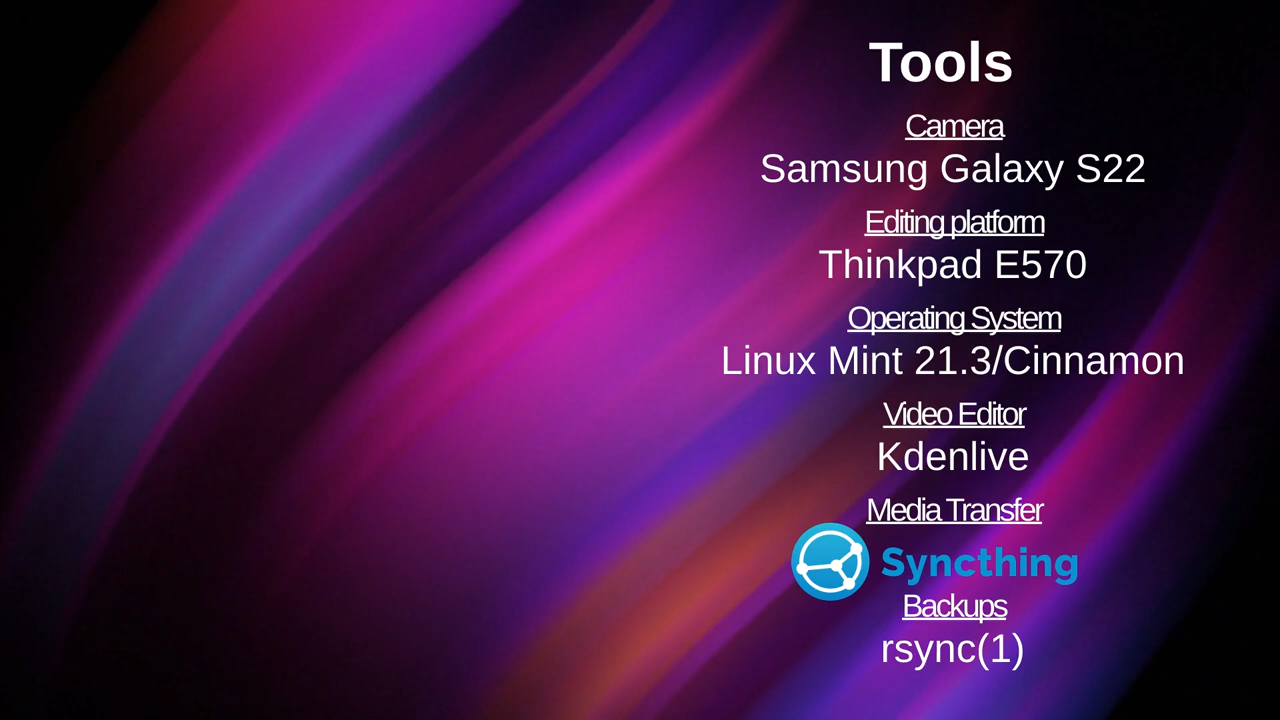 Tools
Camera
Samsung Galaxy S22
Editing platform
Thinkpad E570
Operating System
Linux Mint 21.3/Cinnamon
Video Editor
Kdenlive
Media Transfer
Syncthing
Backups
rsync(1)